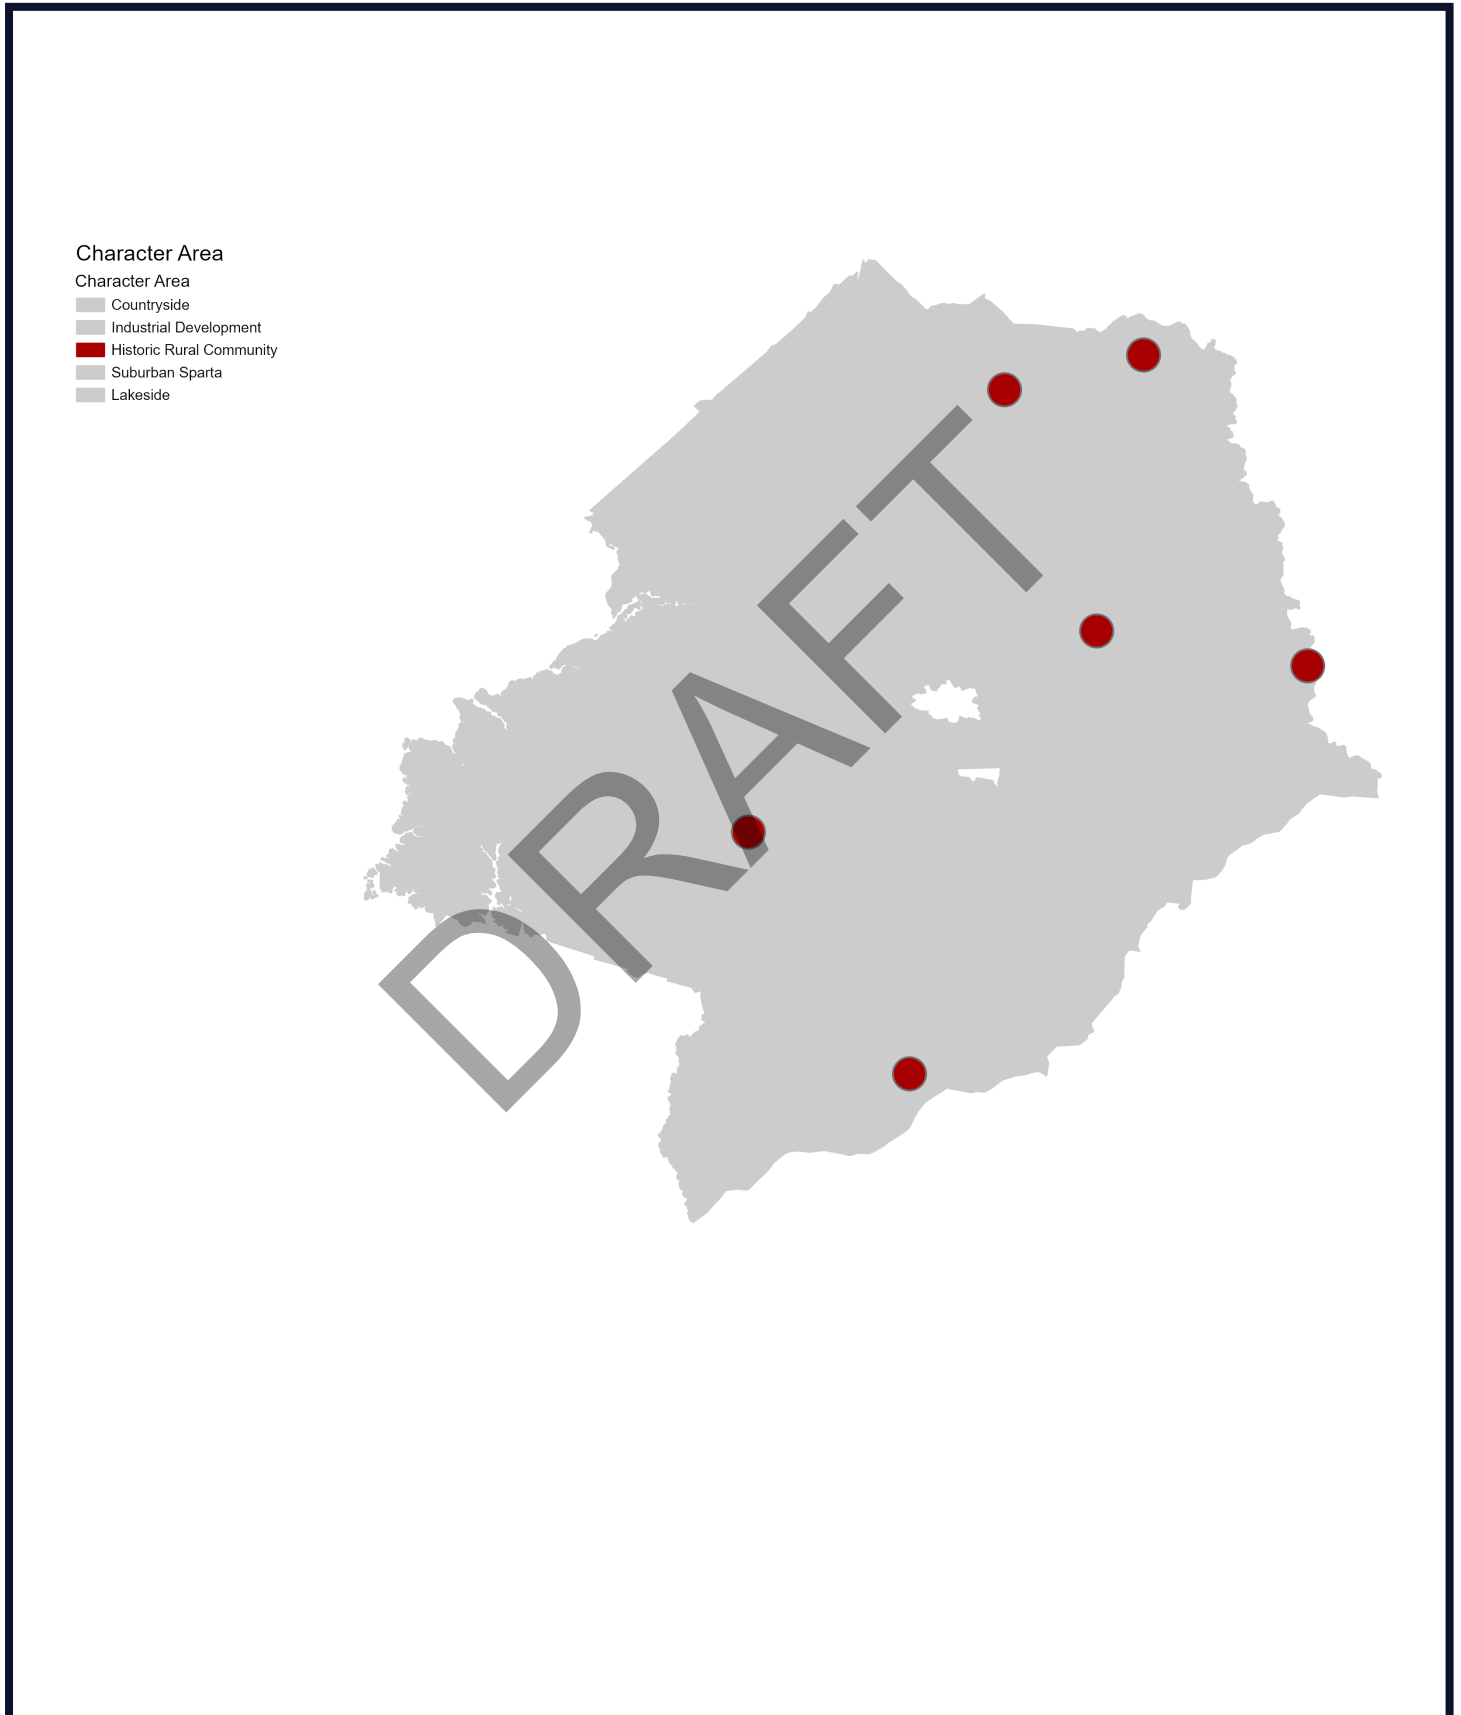 Character Area
Character Area
Countryside
Industrial Development
Historic Rural Community
Suburban Sparta
Lakeside
DRAFT